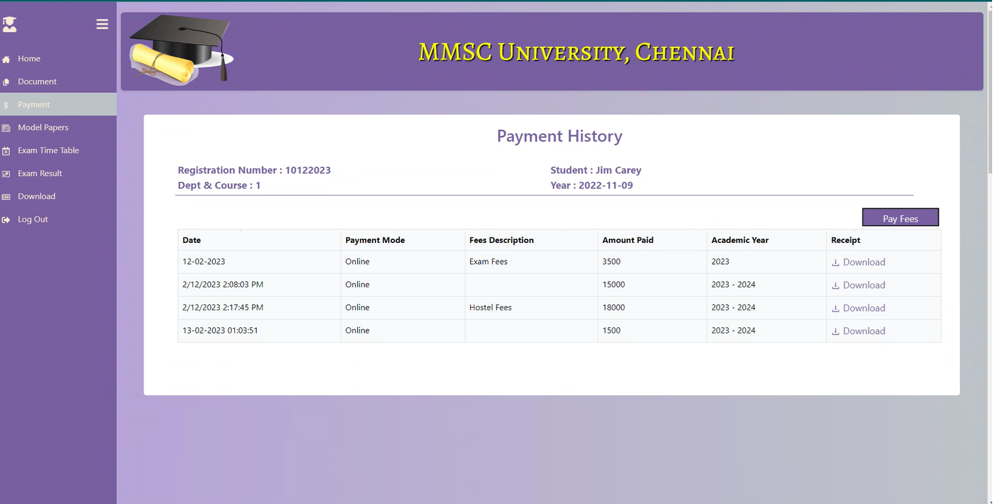 MMSC University, Chennai
Home
Document
Payment
Model Papers
Exam Time Table
Exam Result
Download
Log Out
Payment History
Registration Number : 10122023 Student : Jim Carey
Dept & Course : 1 Year : 2022-11-09
Pay Fees
Date Payment Mode Fees Description Amount Paid Academic Year Receipt
12-02-2023 Online Exam Fees 3500 2023 Download
2/12/2023 2:08:03 PM Online 15000 2023 - 2024 Download
2/12/2023 2:17:45 PM Online Hostel Fees 18000 2023 - 2024 Download
13-02-2023 01:03:51 Online 1500 2023 - 2024 Download